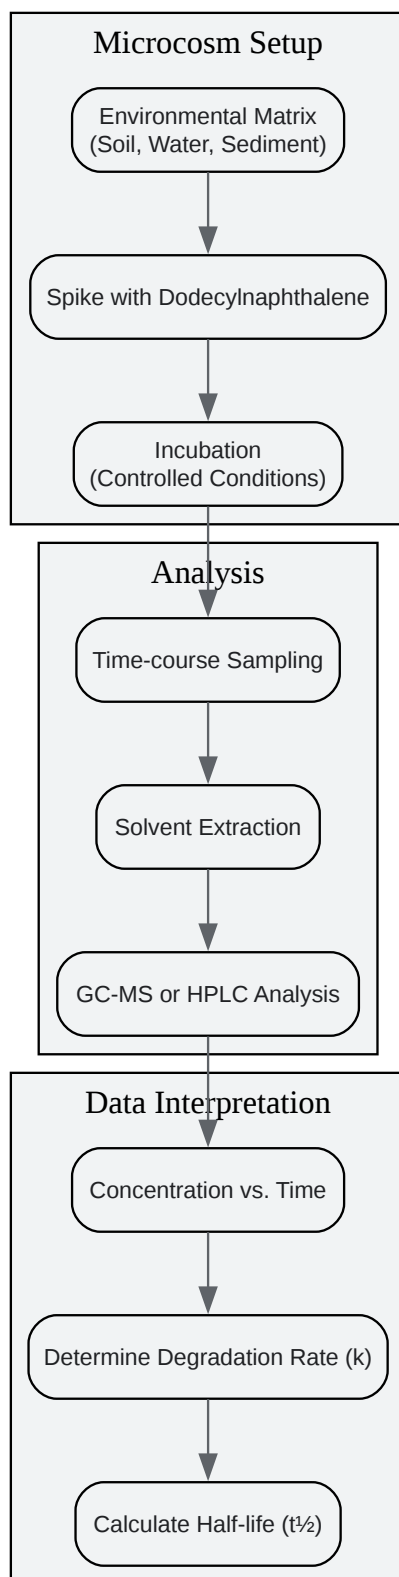 Microcosm Setup
Environmental Matrix
(Soil, Water, Sediment)
Spike with Dodecylnaphthalene
Incubation
(Controlled Conditions)
Analysis
Time-course Sampling
Solvent Extraction
GC-MS or HPLC Analysis
Data Interpretation
Concentration vs. Time
Determine Degradation Rate (k)
Calculate Half-life (t½)